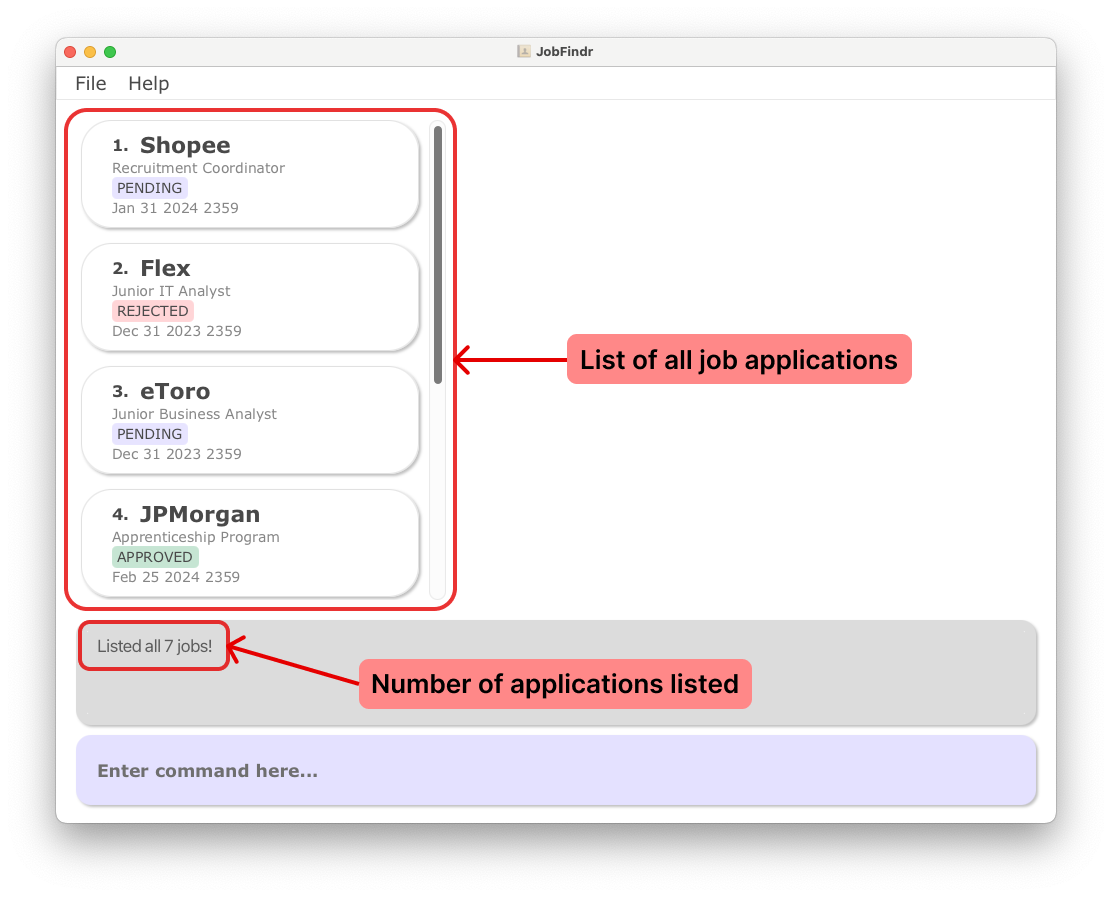 JobFindr
File Help
1. Shopee
Recruitment Coordinator
PENDING
Jan 31 2024 2359
2. Flex
Junior IT Analyst
REJECTED
Dec 31 2023 2359
3. eToro
Junior Business Analyst
PENDING
Dec 31 2023 2359
4. JPMorgan
Apprenticeship Program
APPROVED
Feb 25 2024 2359
List of all job applications
Listed all 7 jobs!
Number of applications listed
Enter command here...